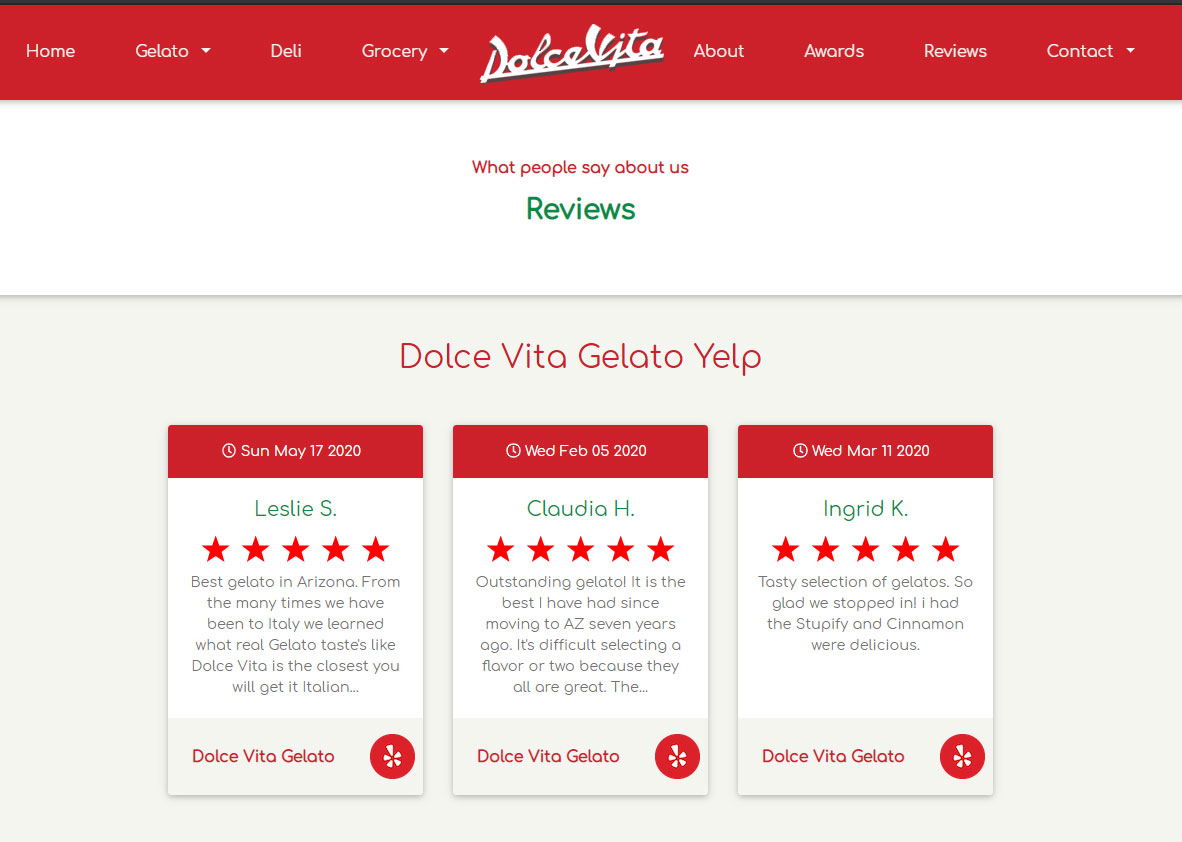 Home Gelato Deli Grocery DolceVita About Awards Reviews Contact
What people say about us
Reviews
Dolce Vita Gelato Yelp
Sun May 17 2020
Leslie S.
Best gelato in Arizona. From
the many times we have
been to Italy we learned
what real Gelato taste's like
Dolce Vita is the closest you
will get it Italian...
Dolce Vita Gelato
Wed Feb 05 2020
Claudia H.
Outstanding gelato! It is the
best I have had since
moving to AZ seven years
ago. It's difficult selecting a
flavor or two because they
all are great. The...
Dolce Vita Gelato
Wed Mar 11 2020
Ingrid K.
Tasty selection of gelatos. So
glad we stopped in! i had
the Stupify and Cinnamon
were delicious.
Dolce Vita Gelato